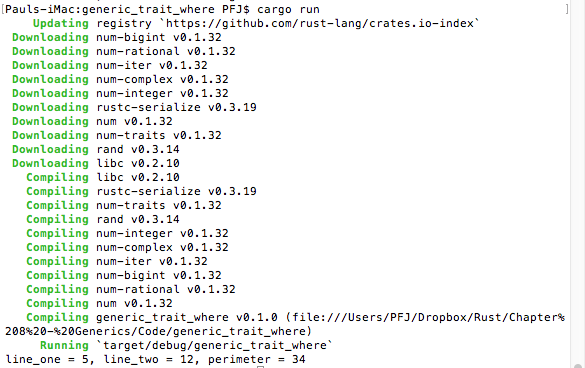 [Pauls-iMac:generic_trait_where PFJ$ cargo run ]
Updating registry `https://github.com/rust-lang/crates.io-index`
Downloading num-bigint v0.1.32
Downloading num-rational v0.1.32
Downloading num-iter v0.1.32
Downloading num-complex v0.1.32
Downloading num-integer v0.1.32
Downloading rustc-serialize v0.3.19
Downloading num v0.1.32
Downloading num-traits v0.1.32
Downloading rand v0.3.14
Downloading libc v0.2.10
Compiling libc v0.2.10
Compiling rustc-serialize v0.3.19
Compiling num-traits v0.1.32
Compiling rand v0.3.14
Compiling num-integer v0.1.32
Compiling num-complex v0.1.32
Compiling num-iter v0.1.32
Compiling num-bigint v0.1.32
Compiling num-rational v0.1.32
Compiling num v0.1.32
Compiling generic_trait_where v0.1.0 (file:///Users/PFJ/Dropbox/Rust/Chapter%
208%20-%20Generics/Code/generic_trait_where)
Running `target/debug/generic_trait_where`
line_one = 5, line_two = 12, perimeter = 34